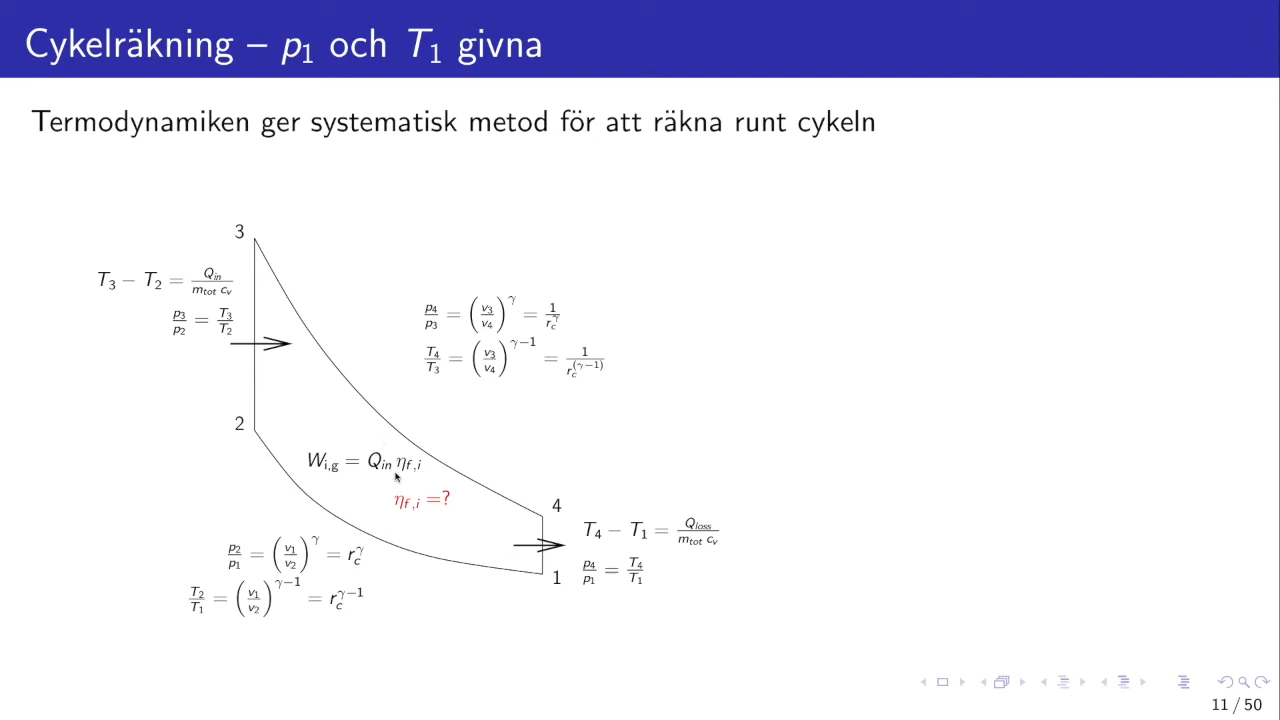 Cykelräkning – p₁ och T₁ givna
Termodynamiken ger systematisk metod för att räkna runt cykeln
3
T₃ − T₂ = Q_in / (m_tot c_v)
p₃/p₂ = T₃/T₂
p₄/p₃ = (v₃/v₄)^γ = 1/r_c^γ
T₄/T₃ = (v₃/v₄)^(γ−1) = 1/r_c^(γ−1)
2
W_i,g = Q_in η_f,i
η_f,i =?
4
T₄ − T₁ = Q_loss / (m_tot c_v)
p₄/p₁ = T₄/T₁
1
p₂/p₁ = (v₁/v₂)^γ = r_c^γ
T₂/T₁ = (v₁/v₂)^(γ−1) = r_c^(γ−1)
11 / 50